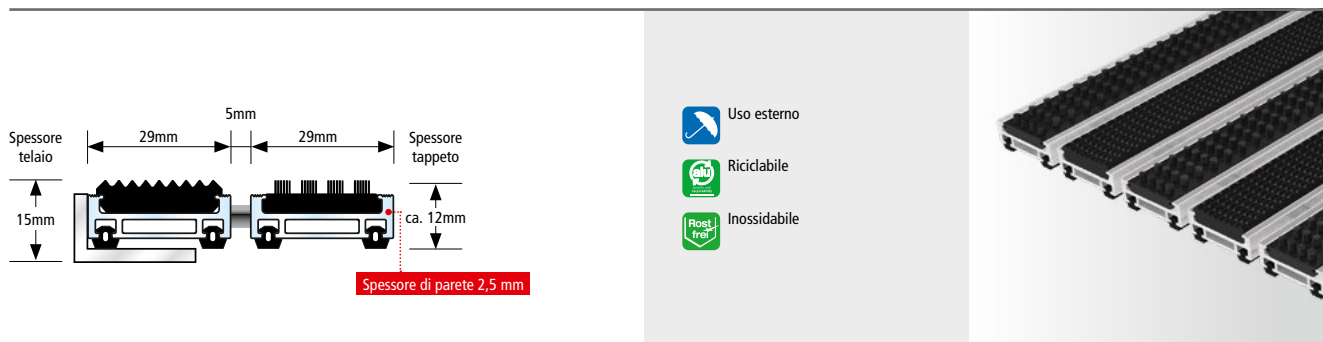 5mm
Spessore
telaio
29mm
29mm
Spessore
tappeto
15mm
ca. 12mm
Spessore di parete 2,5 mm
Uso esterno
alu
Riciclabile
Rost
frei
Inossidabile